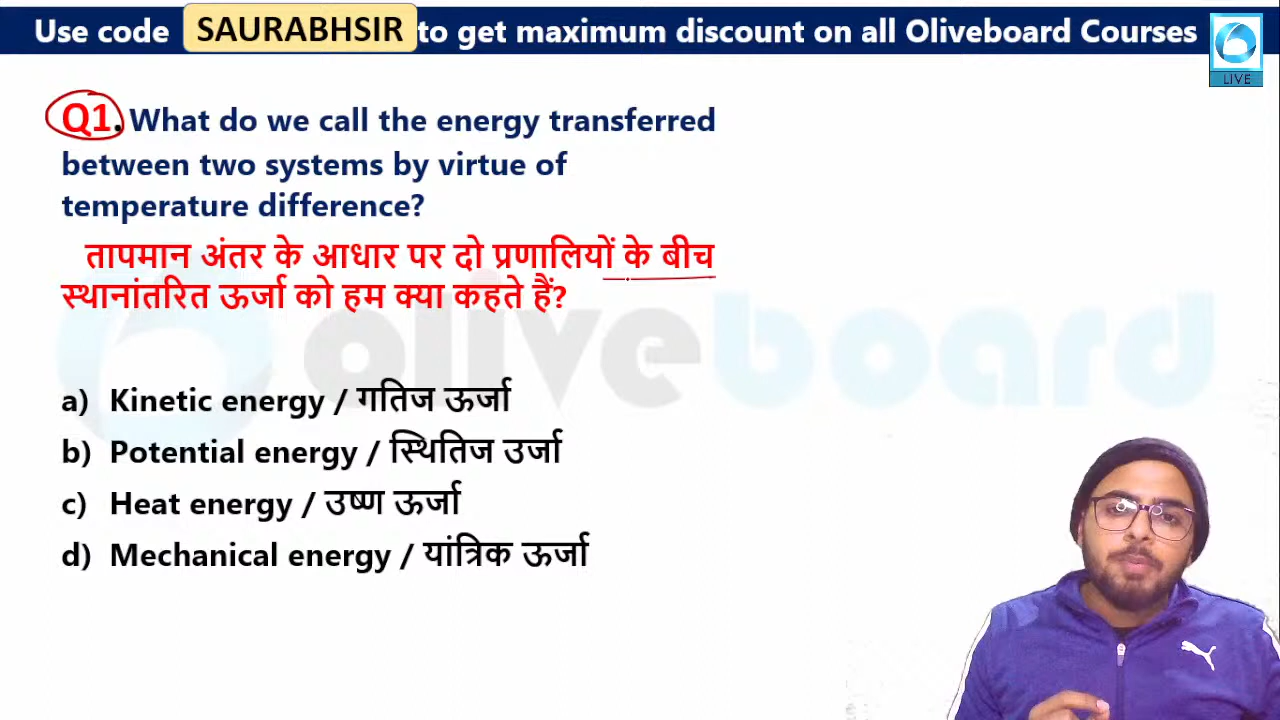 Use code SAURABHSIR to get maximum discount on all Oliveboard Courses
LIVE
Q1. What do we call the energy transferred
between two systems by virtue of
temperature difference?
तापमान अंतर के आधार पर दो प्रणालियों के बीच
स्थानांतरित ऊर्जा को हम क्या कहते हैं?
oliveboard
a) Kinetic energy / गतिज ऊर्जा
b) Potential energy / स्थितिज उर्जा
c) Heat energy / उष्ण ऊर्जा
d) Mechanical energy / यांत्रिक ऊर्जा